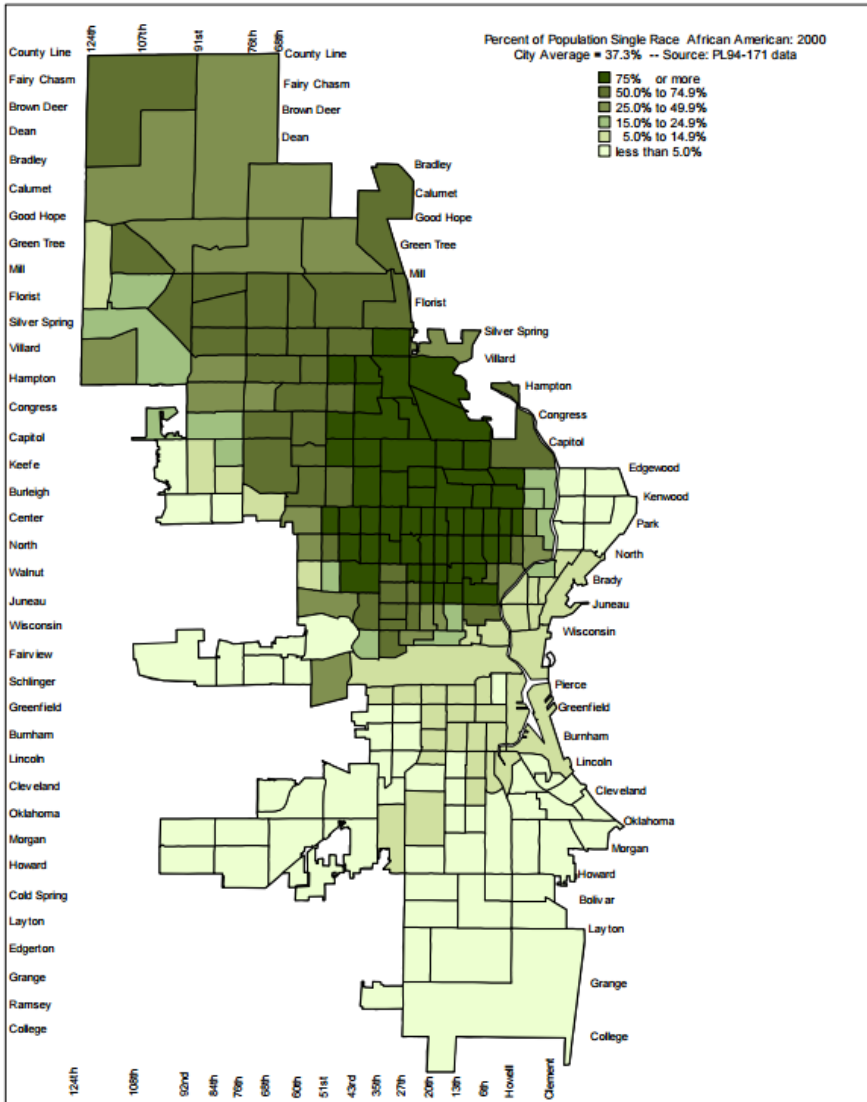 124th
107th
91st
76th
68th
Percent of Population Single Race African American: 2000
City Average = 37.3% -- Source: PL94-171 data
75% or more
50.0% to 74.9%
25.0% to 49.9%
15.0% to 24.9%
5.0% to 14.9%
less than 5.0%
County Line
Fairy Chasm
Brown Deer
Dean
Bradley
Calumet
Good Hope
Green Tree
Mill
Florist
Silver Spring
Villard
Hampton
Congress
Capitol
Keefe
Burleigh
Center
North
Walnut
Juneau
Wisconsin
Fairview
Schlinger
Greenfield
Burnham
Lincoln
Cleveland
Oklahoma
Morgan
Howard
Cold Spring
Layton
Edgerton
Grange
Ramsey
College
County Line
Fairy Chasm
Brown Deer
Dean
Bradley
Calumet
Good Hope
Green Tree
Mill
Florist
Silver Spring
Villard
Hampton
Congress
Capitol
Edgewood
Kenwood
Park
North
Brady
Juneau
Wisconsin
Pierce
Greenfield
Burnham
Lincoln
Cleveland
Oklahoma
Morgan
Howard
Bolivar
Layton
Grange
College
124th
108th
92nd
84th
76th
68th
60th
51st
43rd
35th
27th
20th
13th
6th
Howell
Clement